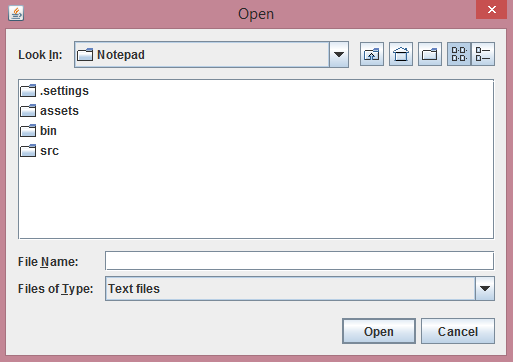 Open
Look In: Notepad
.settings
assets
bin
src
File Name:
Files of Type: Text files
Open Cancel